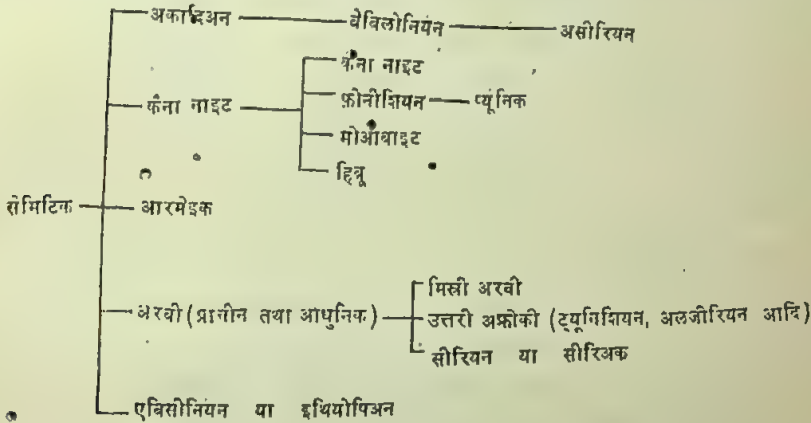 अकादिअन बेविलोनियन असीरियन
कैना नाइट
कैना नाइट
फ़ोनीशियन प्यूनिक
मोआबाइट
हिब्रू
सेमिटिक आरमेइक
मिस्री अरबी
अरबी (प्राचीन तथा आधुनिक)
उत्तरी अफ्रीकी (ट्यूनिशियन, अलजीरियन आदि)
सीरियन या सीरिअक
एबिसीनियन या इथियोपिअन